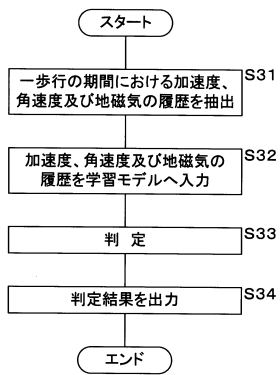 スタート
一歩行の期間における加速度、
角速度及び地磁気の履歴を抽出
S31
加速度、角速度及び地磁気の
履歴を学習モデルへ入力
S32
判 定
S33
判定結果を出力
S34
エンド